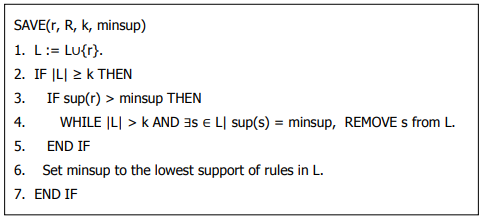 SAVE(r, R, k, minsup)
1. L := L∪{r}.
2. IF |L| ≥ k THEN
3. IF sup(r) > minsup THEN
4. WHILE |L| > k AND ∃s ∈ L| sup(s) = minsup, REMOVE s from L.
5. END IF
6. Set minsup to the lowest support of rules in L.
7. END IF